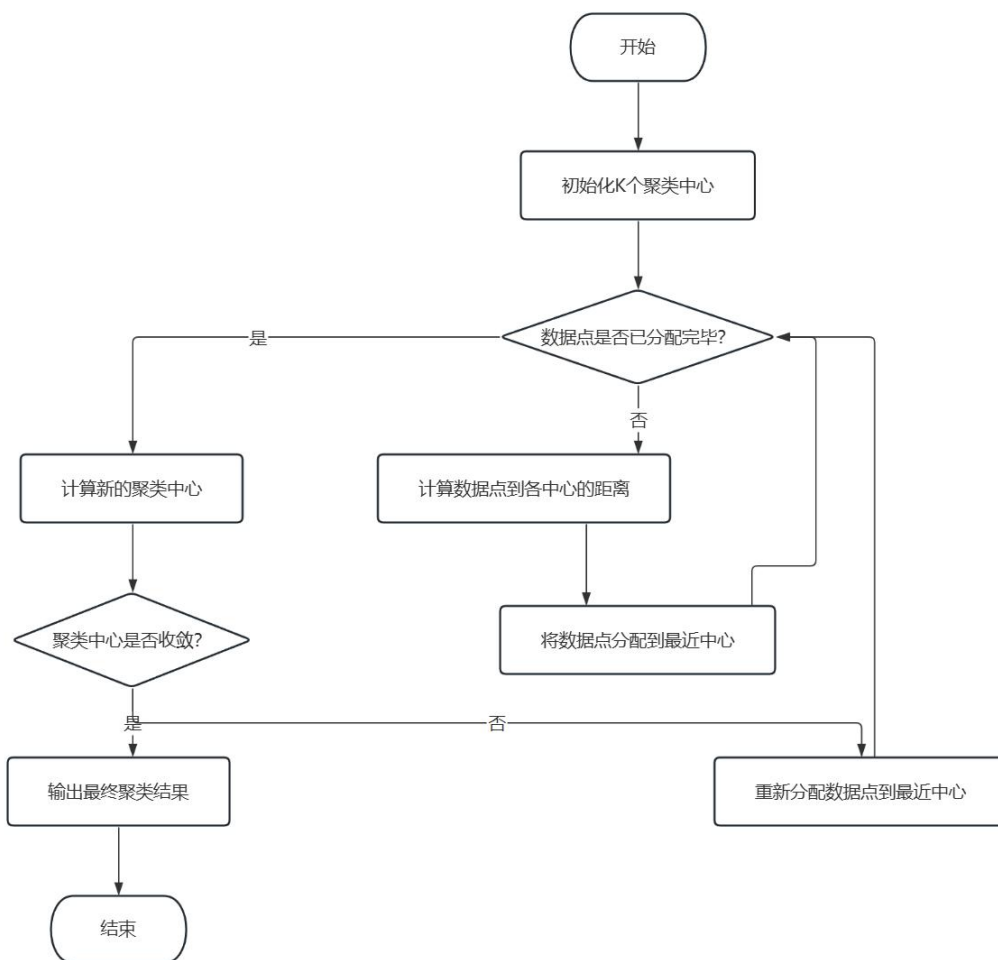 开始
初始化K个聚类中心
数据点是否已分配完毕?
是
否
计算新的聚类中心
计算数据点到各中心的距离
将数据点分配到最近中心
聚类中心是否收敛?
是
否
输出最终聚类结果
重新分配数据点到最近中心
结束